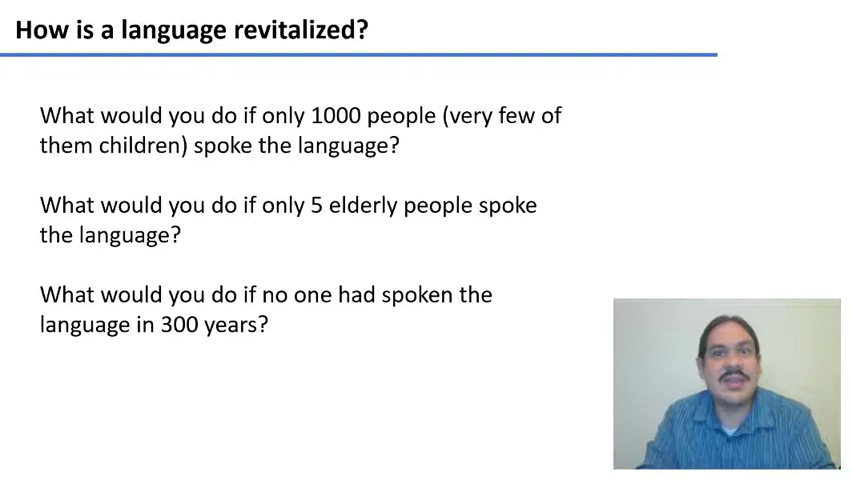 How is a language revitalized?
What would you do if only 1000 people (very few of
them children) spoke the language?
What would you do if only 5 elderly people spoke
the language?
What would you do if no one had spoken the
language in 300 years?